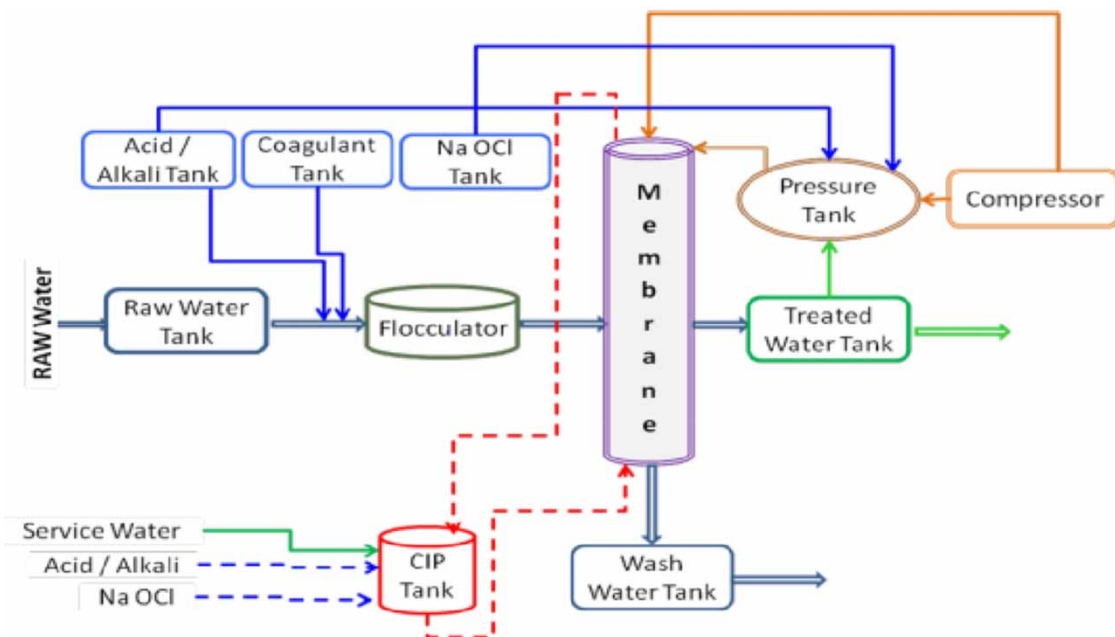 Acid /
Alkali Tank
Coagulant
Tank
Na OCl
Tank
Membrane
Pressure
Tank
Compressor
RAW Water
Raw Water
Tank
Flocculator
Treated
Water Tank
Service Water
Acid / Alkali
Na OCl
CIP
Tank
Wash
Water Tank